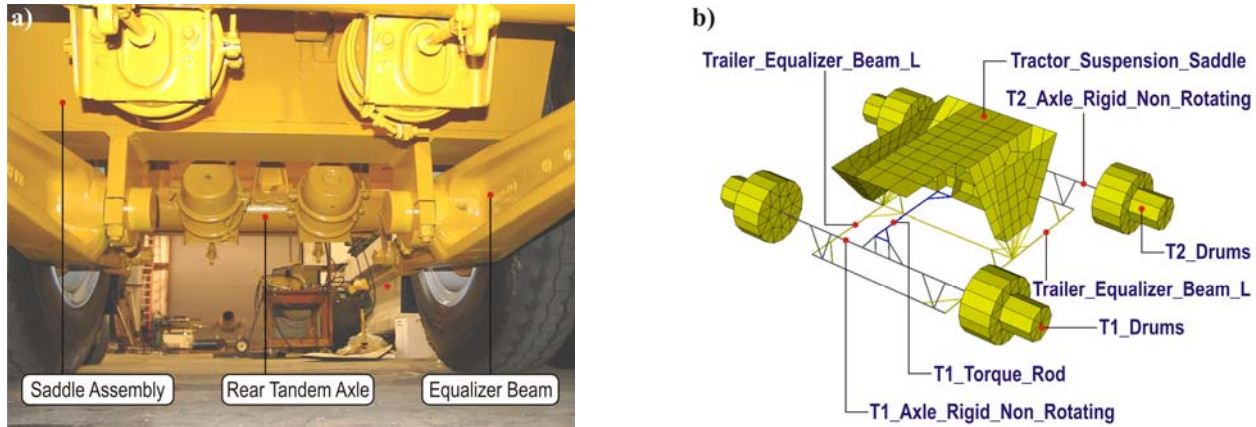 a)
Saddle Assembly
Rear Tandem Axle
Equalizer Beam
b)
Trailer_Equalizer_Beam_L
Tractor_Suspension_Saddle
T2_Axle_Rigid_Non_Rotating
T2_Drums
Trailer_Equalizer_Beam_L
T1_Drums
T1_Torque_Rod
T1_Axle_Rigid_Non_Rotating